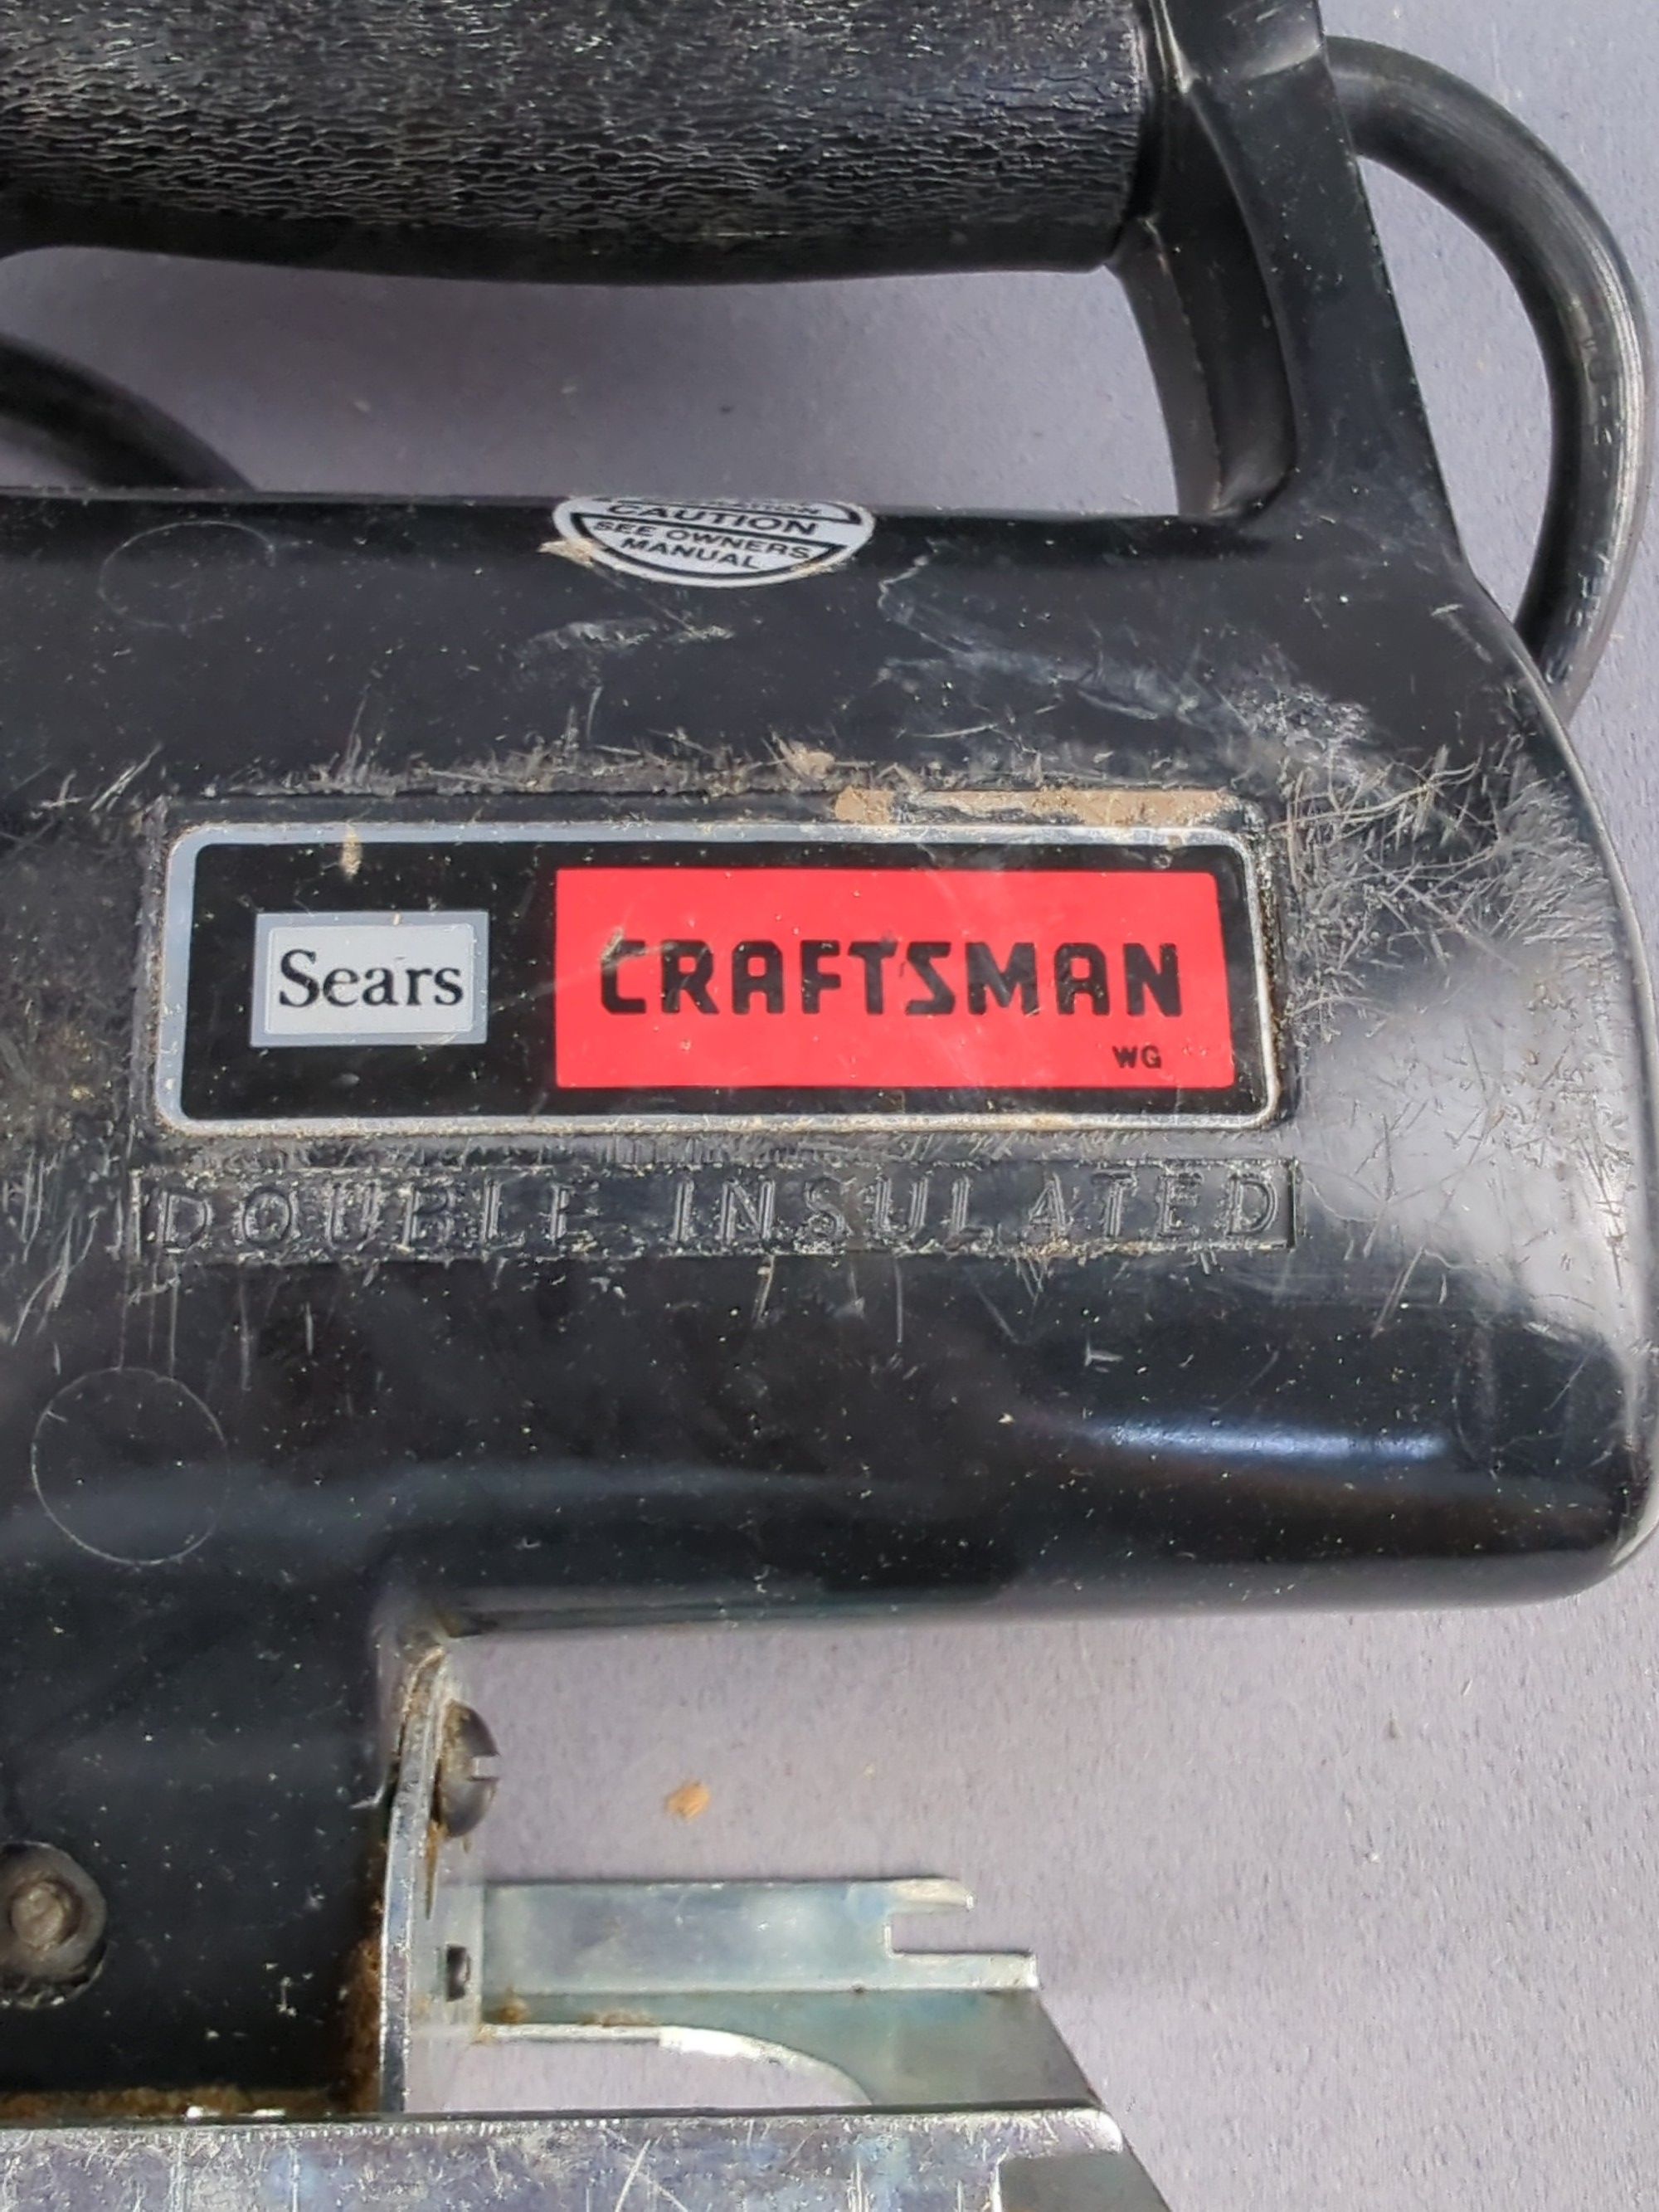 CAUTION
SEE OWNERS
MANUAL
Sears
CRAFTSMAN
WG
DOUBLE INSULATED